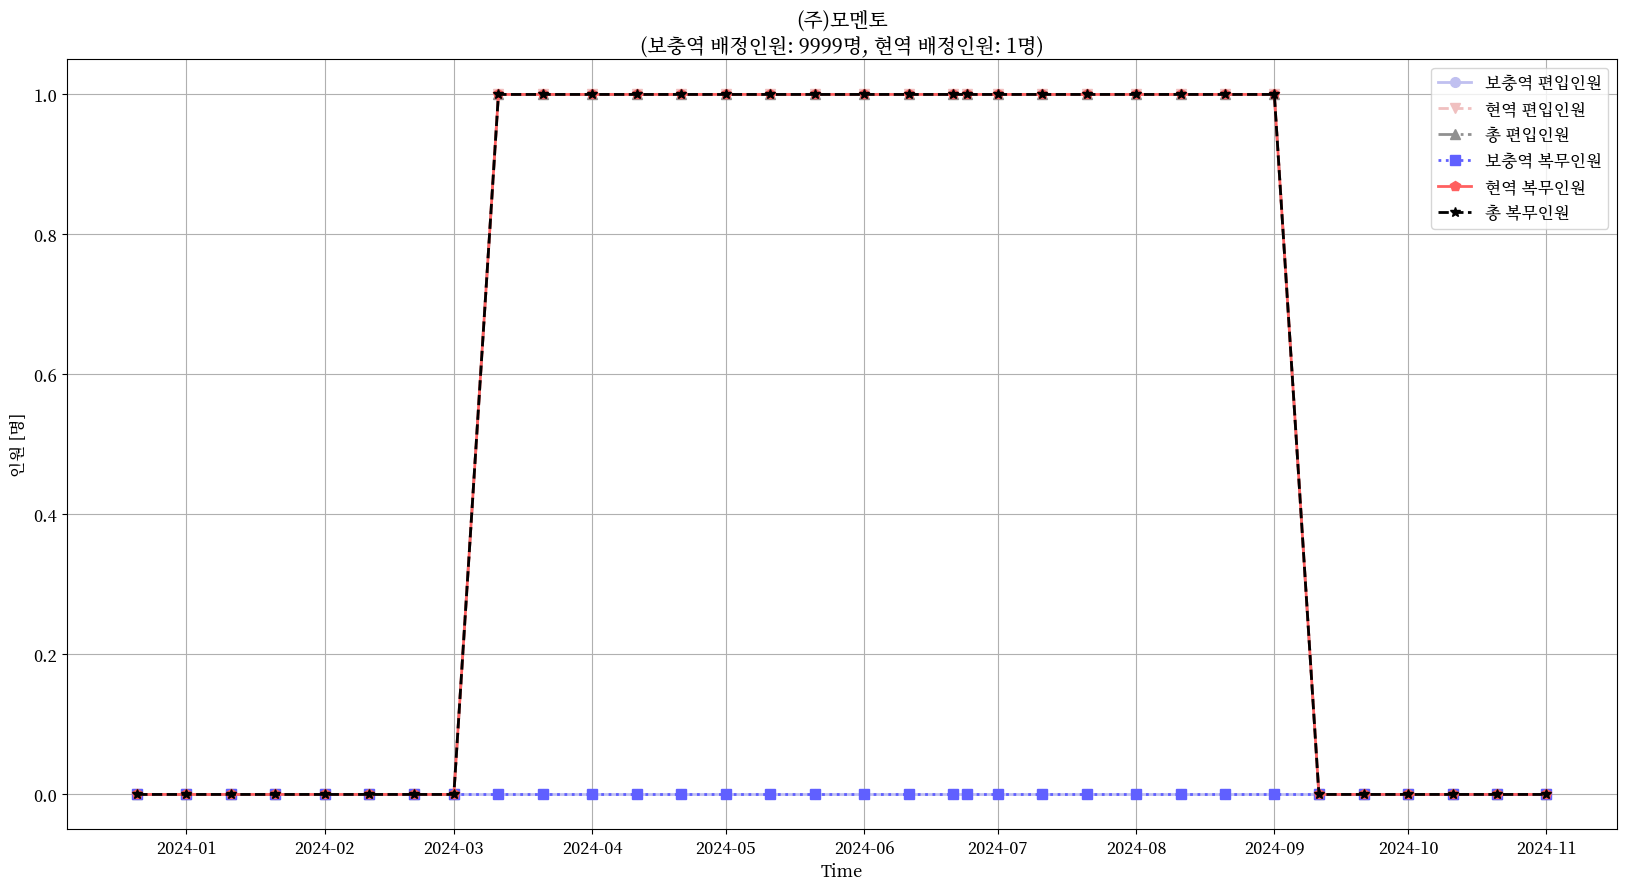 (주)모멘토
(보충역 배정인원: 9999명, 현역 배정인원: 1명)
보충역 편입인원
현역 편입인원
총 편입인원
보충역 복무인원
현역 복무인원
총 복무인원
인원 [명]
1.0
0.8
0.6
0.4
0.2
0.0
2024-01 2024-02 2024-03 2024-04 2024-05 2024-06 2024-07 2024-08 2024-09 2024-10 2024-11
Time